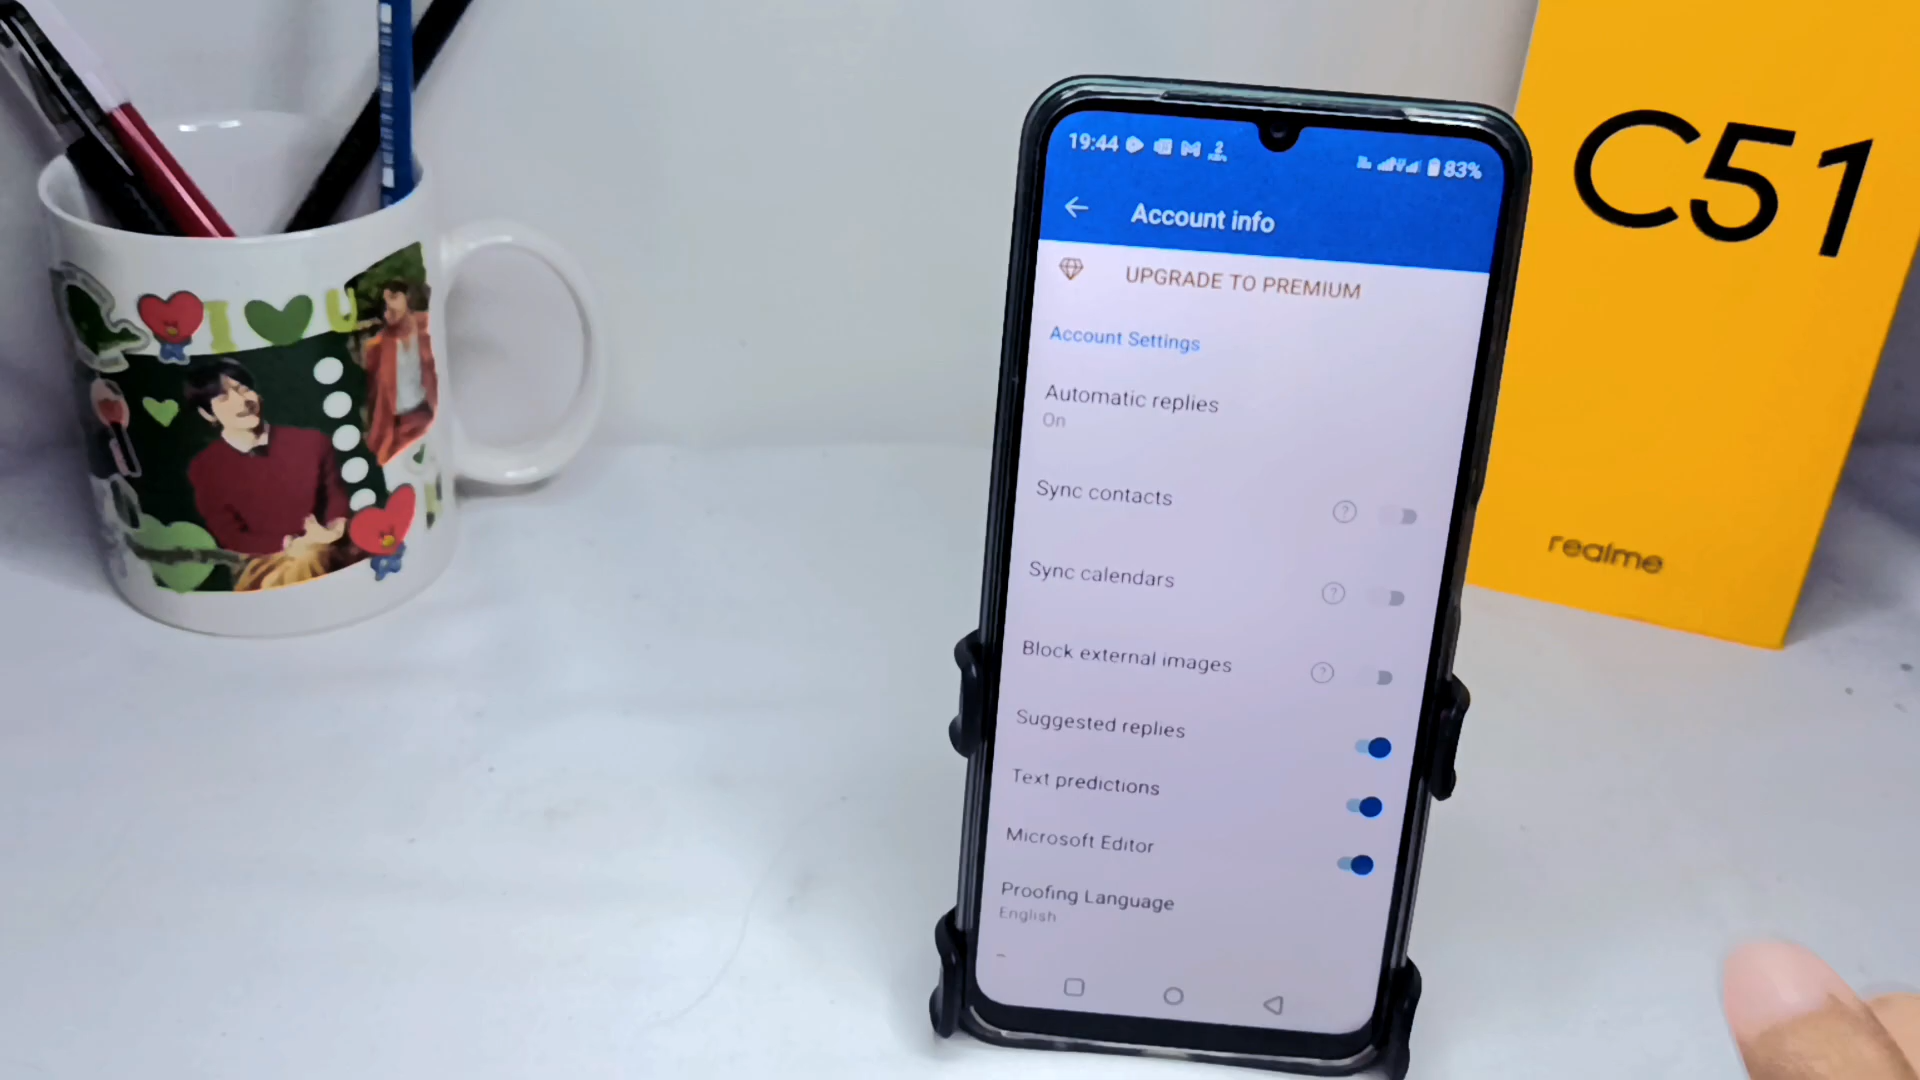 I U
C51
realme
19:44 2 83%
Account info
UPGRADE TO PREMIUM
Account Settings
Automatic replies
On
Sync contacts
Sync calendars
Block external images
Suggested replies
Text predictions
Microsoft Editor
Proofing Language
English